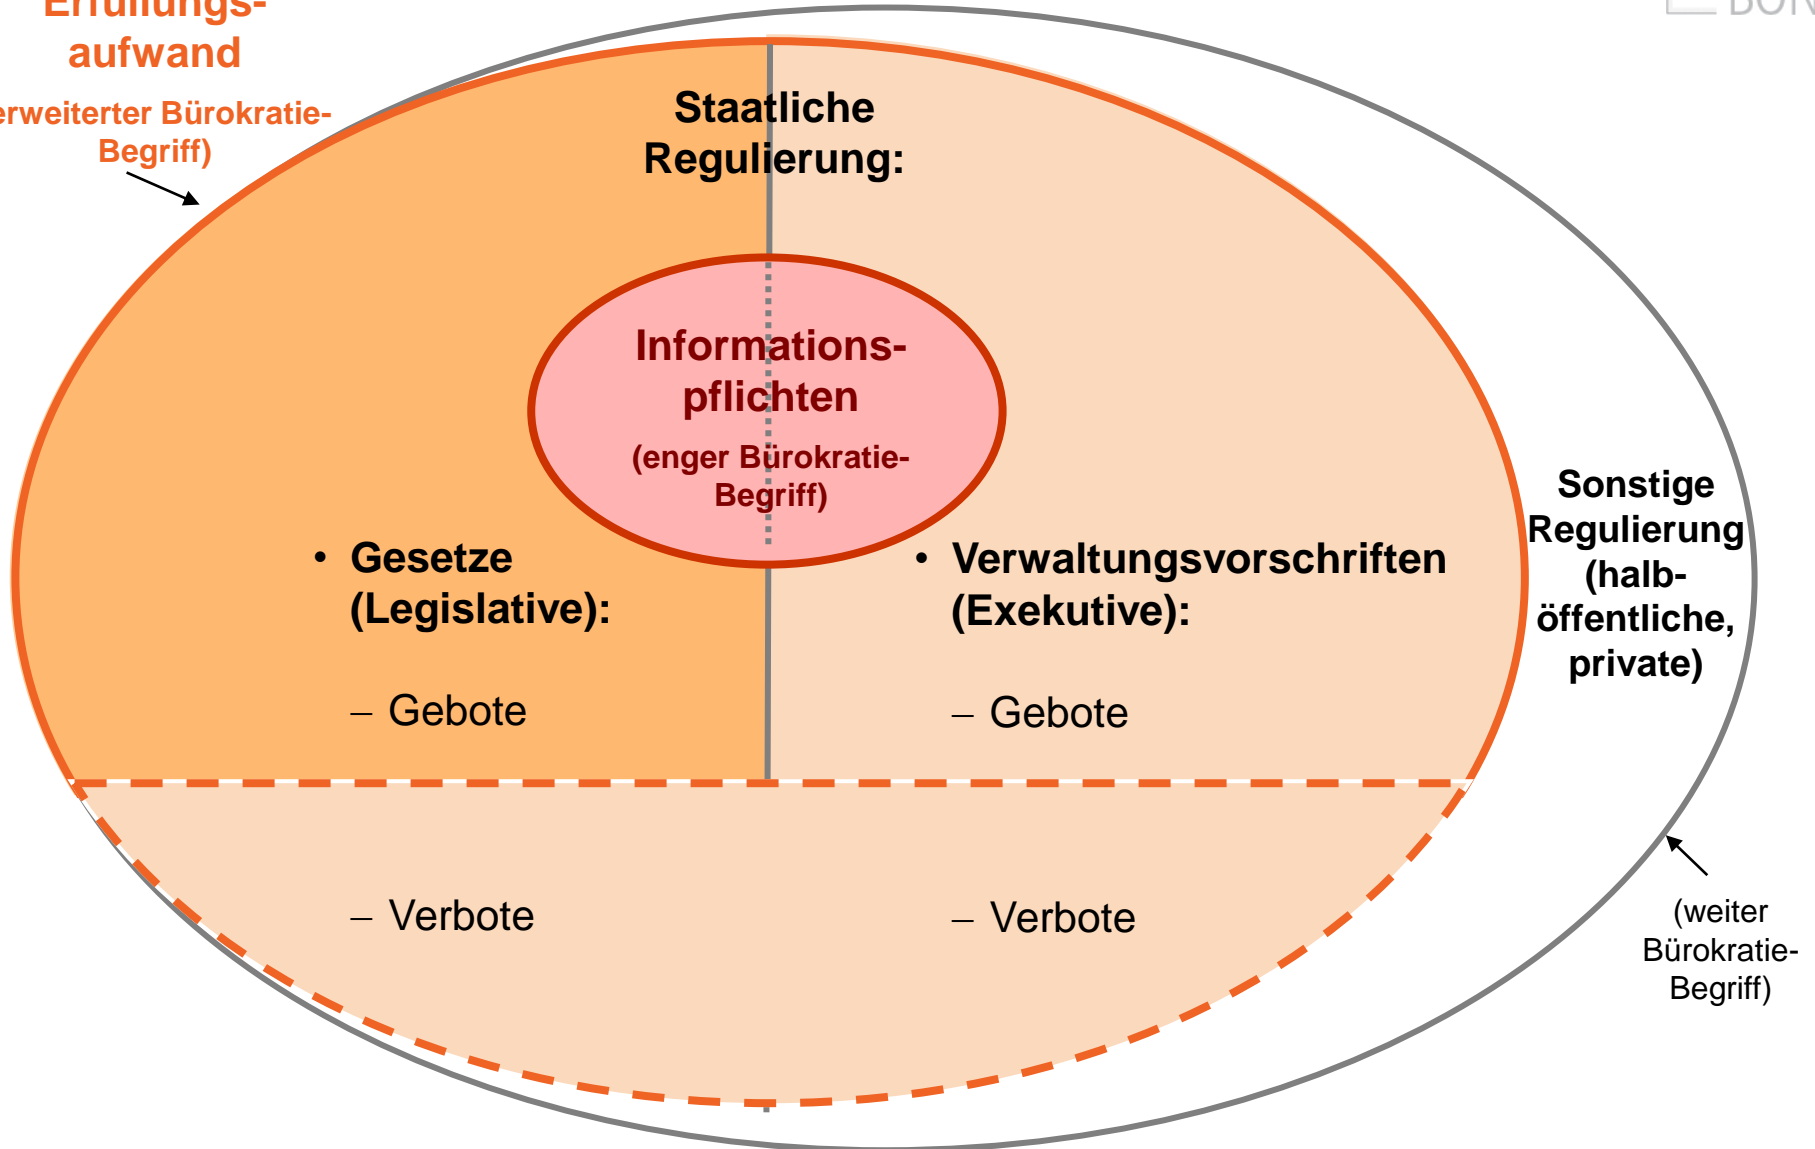 Erfüllungs-
aufwand
erweiterter Bürokratie-
Begriff)
Staatliche
Regulierung:
Informations-
pflichten
(enger Bürokratie-
Begriff)
• Gesetze
(Legislative):
– Gebote
– Verbote
• Verwaltungsvorschriften
(Exekutive):
– Gebote
– Verbote
Sonstige
Regulierung
(halb-
öffentliche,
private)
(weiter
Bürokratie-
Begriff)